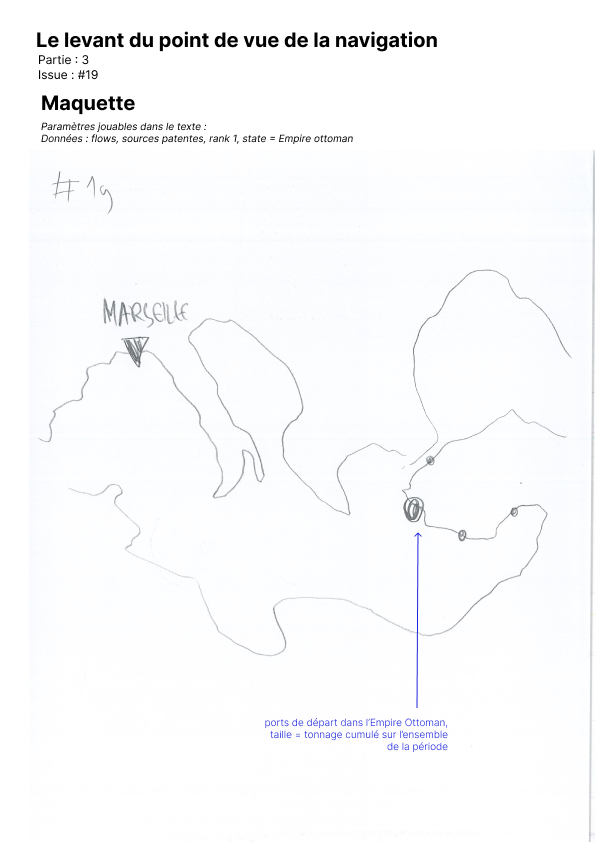 Le levant du point de vue de la navigation
Partie : 3
Issue : #19
Maquette
Paramètres jouables dans le texte :
Données : flows, sources patentes, rank 1, state = Empire ottoman
#19
MARSEILLE
ports de départ dans l'Empire Ottoman,
taille = tonnage cumulé sur l'ensemble
de la période